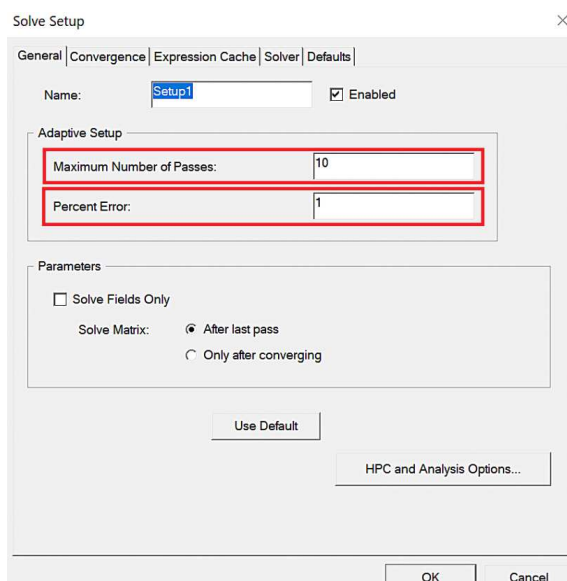 Solve Setup
General Convergence Expression Cache Solver Defaults
Name: Setup1 Enabled
Adaptive Setup
Maximum Number of Passes: 10
Percent Error: 1
Parameters
Solve Fields Only
Solve Matrix: After last pass
Only after converging
Use Default
HPC and Analysis Options...
OK Cancel